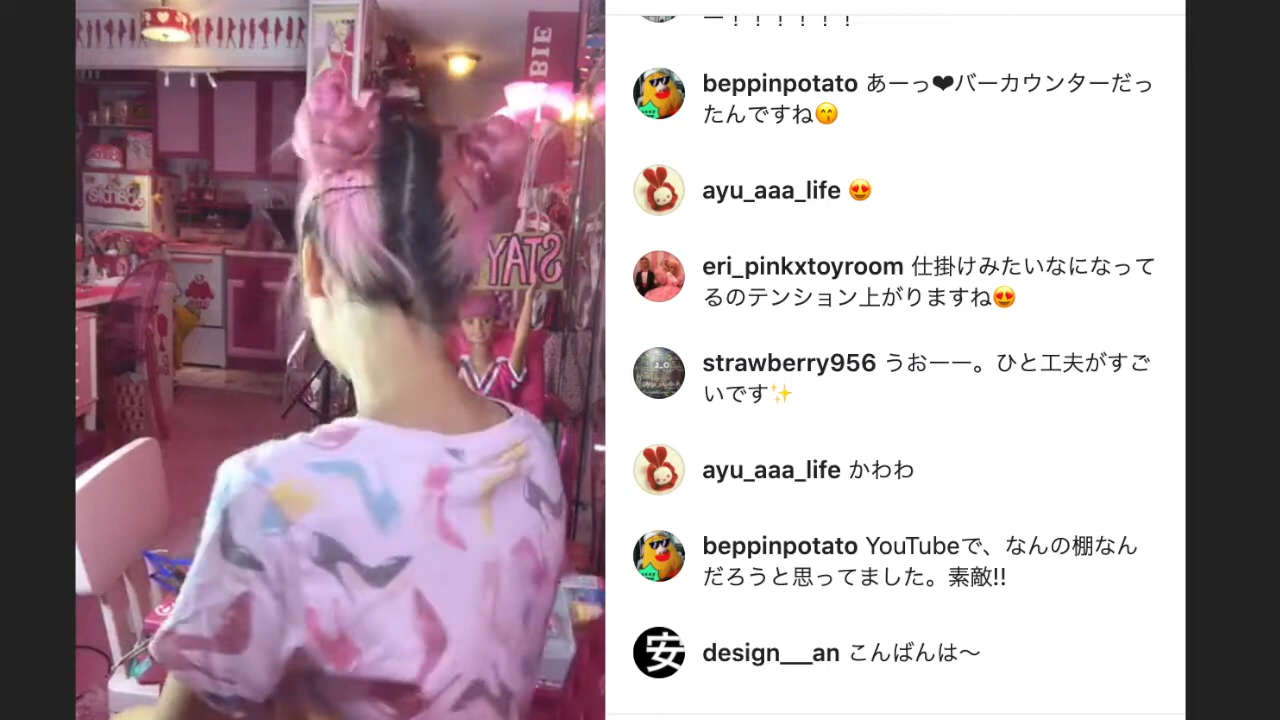 BIE
STAY
ー！！！！！！
beppinpotato あーっ❤バーカウンターだっ
たんですね😙
ayu_aaa_life 😍
eri_pinkxtoyroom 仕掛けみたいなになって
るのテンション上がりますね😍
strawberry956 うおーー。ひと工夫がすご
いです✨
ayu_aaa_life かわわ
beppinpotato YouTubeで、なんの棚なん
だろうと思ってました。素敵!!
安
design___an こんばんは〜